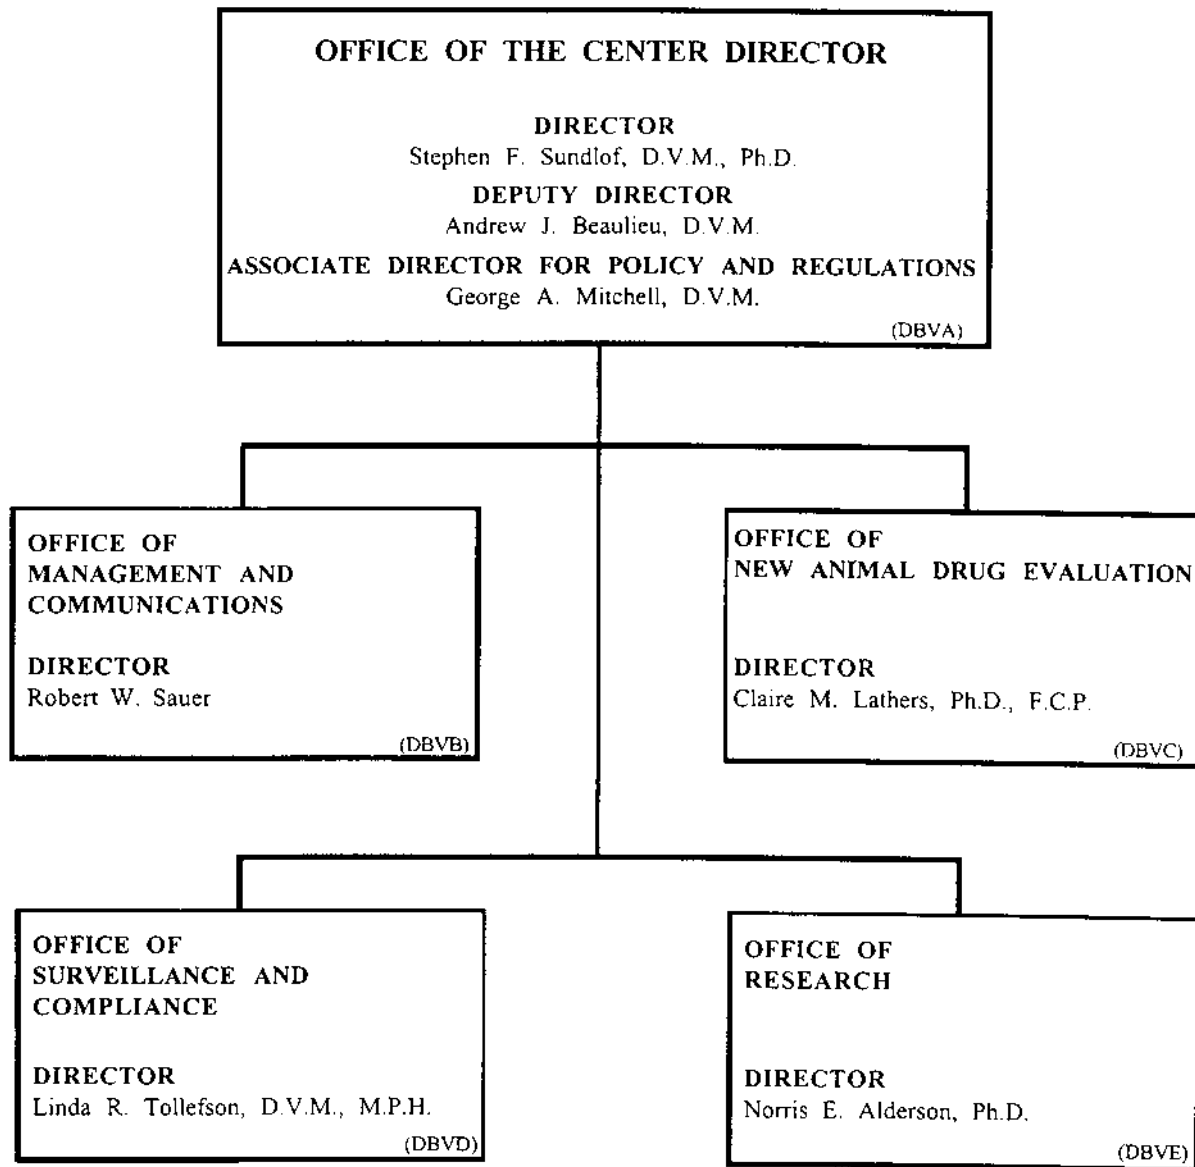 OFFICE OF THE CENTER DIRECTOR
DIRECTOR
Stephen F. Sundlof, D.V.M., Ph.D.
DEPUTY DIRECTOR
Andrew J. Beaulieu, D.V.M.
ASSOCIATE DIRECTOR FOR POLICY AND REGULATIONS
George A. Mitchell, D.V.M.
(DBVA)
OFFICE OF
MANAGEMENT AND
COMMUNICATIONS
DIRECTOR
Robert W. Sauer
(DBVB)
OFFICE OF
NEW ANIMAL DRUG EVALUATION
DIRECTOR
Claire M. Lathers, Ph.D., F.C.P.
(DBVC)
OFFICE OF
SURVEILLANCE AND
COMPLIANCE
DIRECTOR
Linda R. Tollefson, D.V.M., M.P.H.
(DBVD)
OFFICE OF
RESEARCH
DIRECTOR
Norris E. Alderson, Ph.D.
(DBVE)